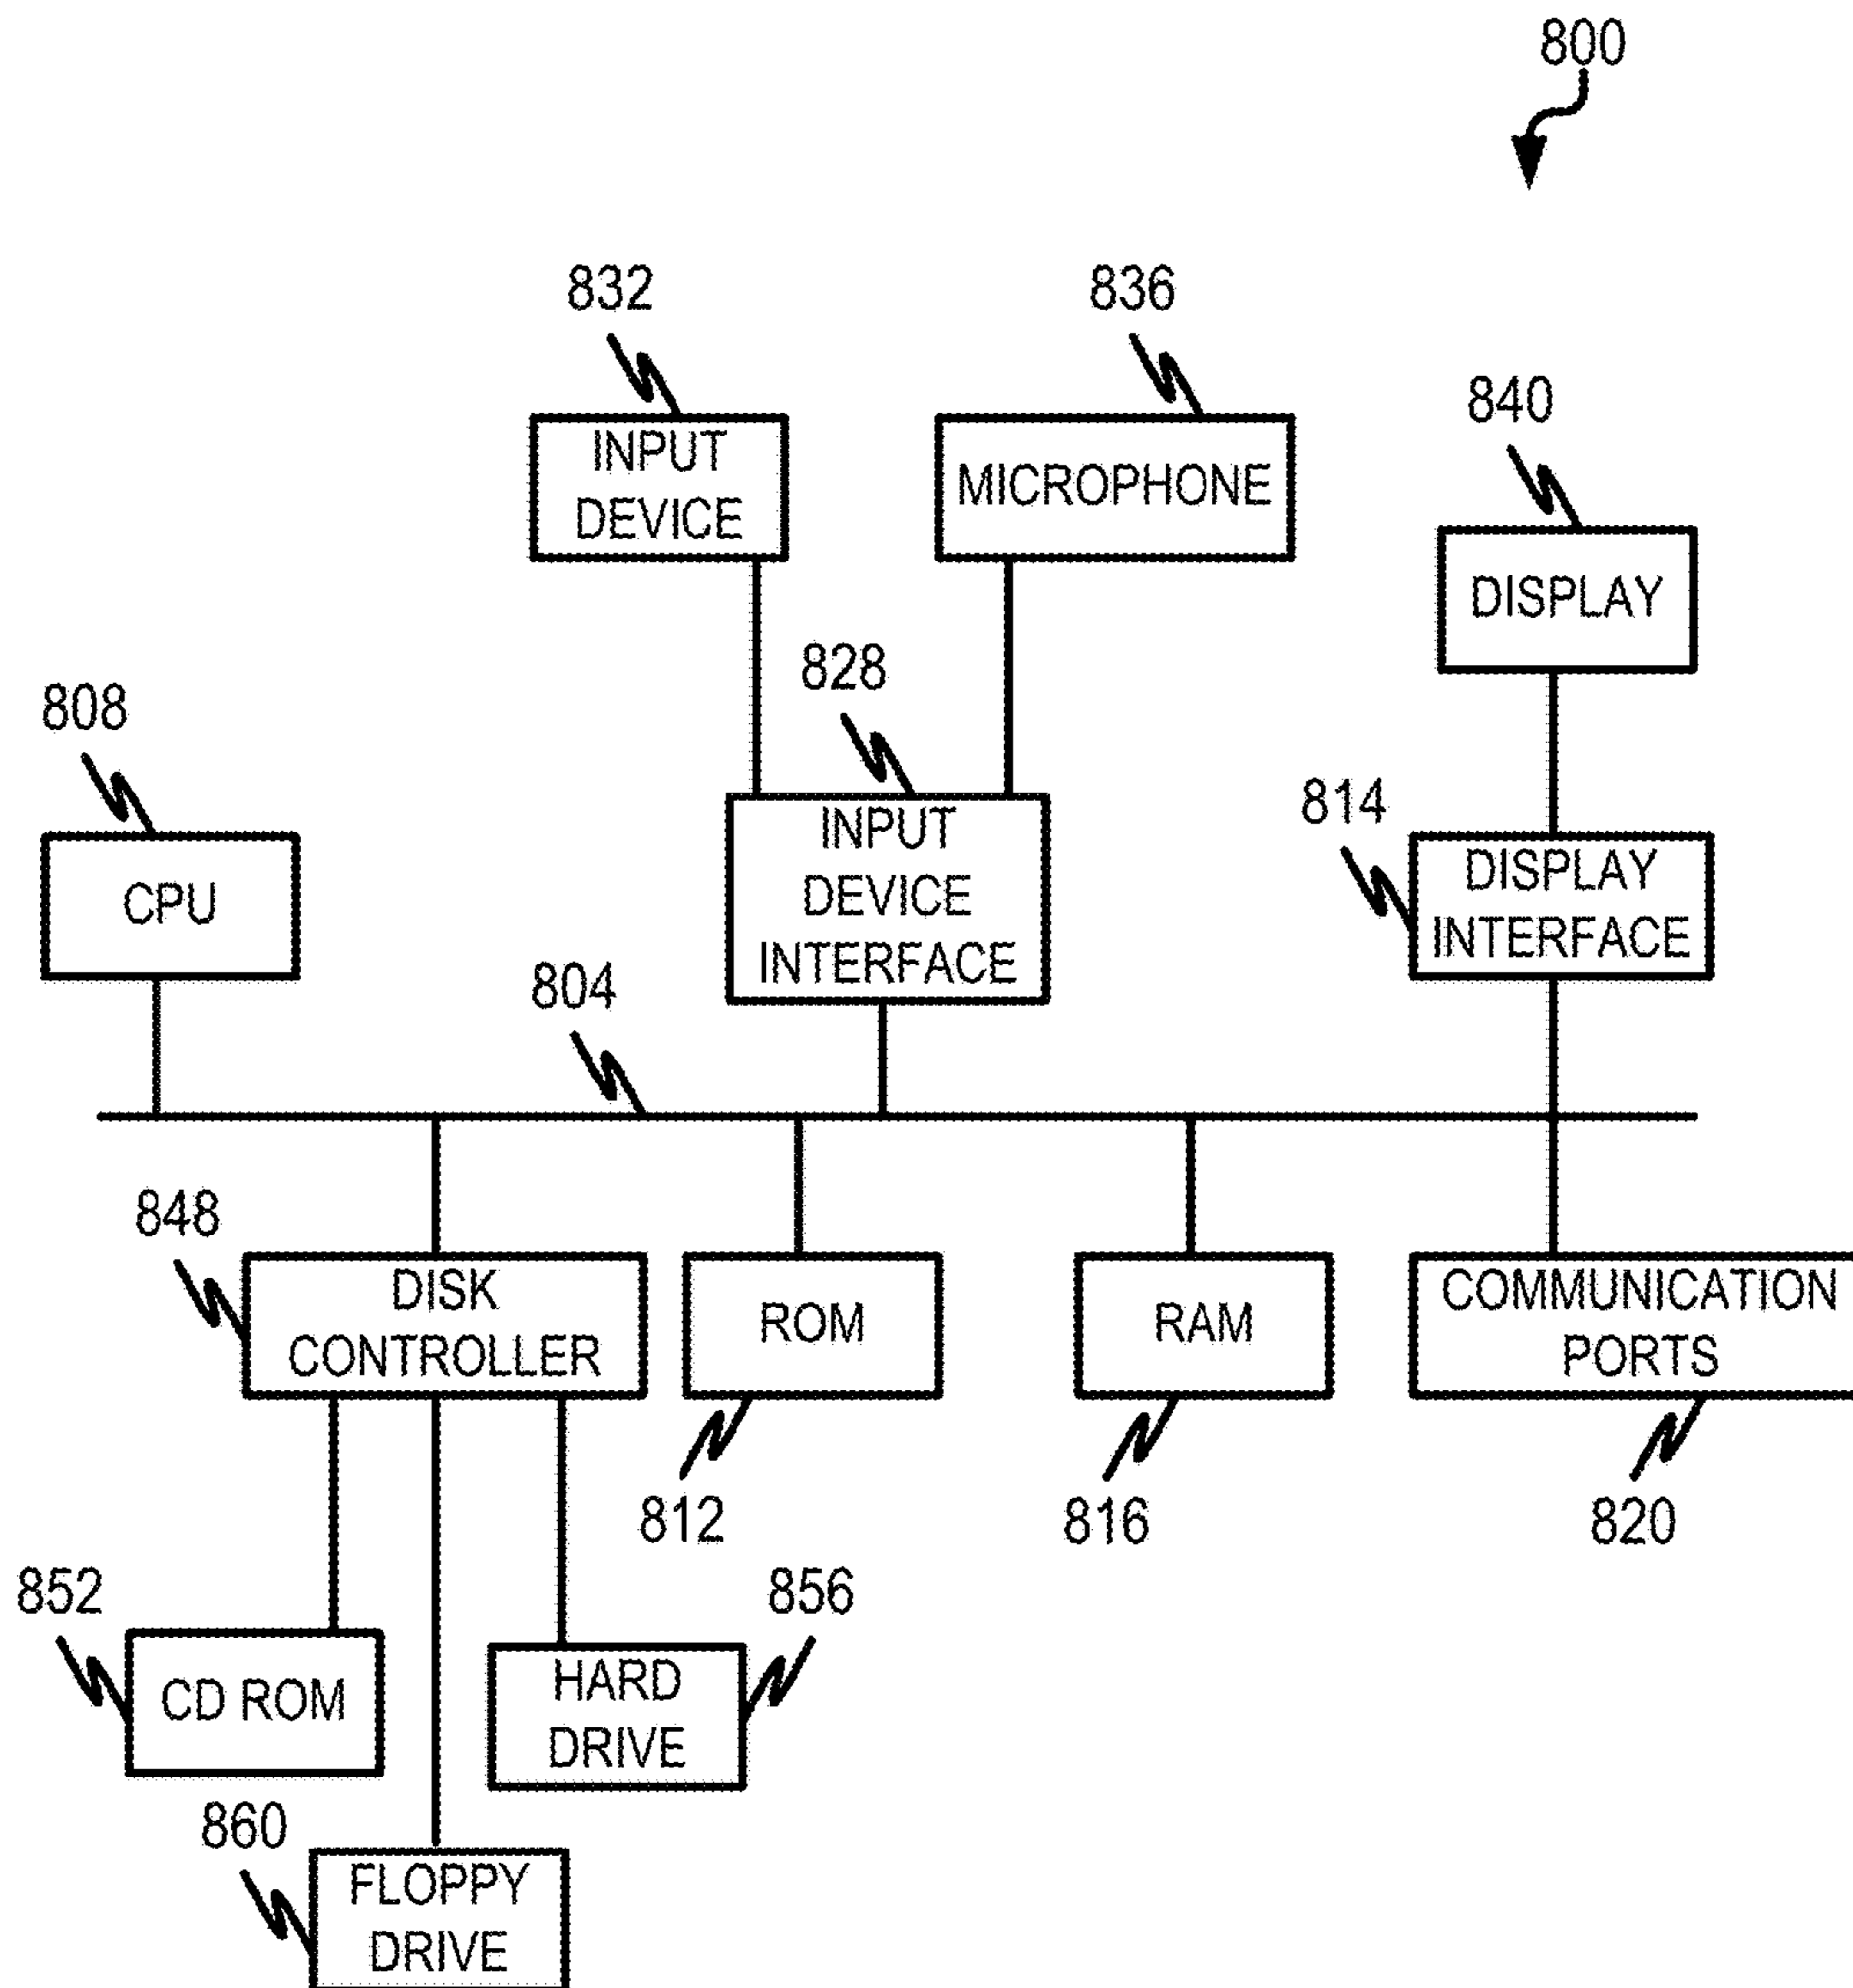 800
832
836
INPUT
DEVICE
MICROPHONE
840
DISPLAY
828
808
INPUT
DEVICE
INTERFACE
814
DISPLAY
INTERFACE
CPU
804
848
DISK
CONTROLLER
ROM
RAM
COMMUNICATION
PORTS
812
816
820
852
856
CD ROM
HARD
DRIVE
860
FLOPPY
DRIVE